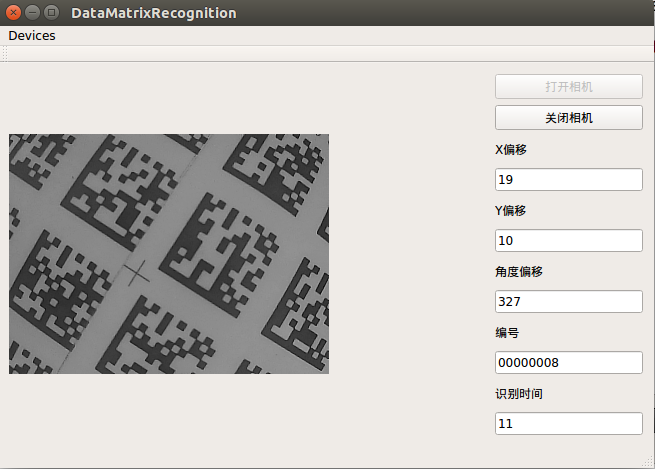 DataMatrixRecognition
Devices
打开相机
关闭相机
X偏移
19
Y偏移
10
角度偏移
327
编号
00000008
识别时间
11